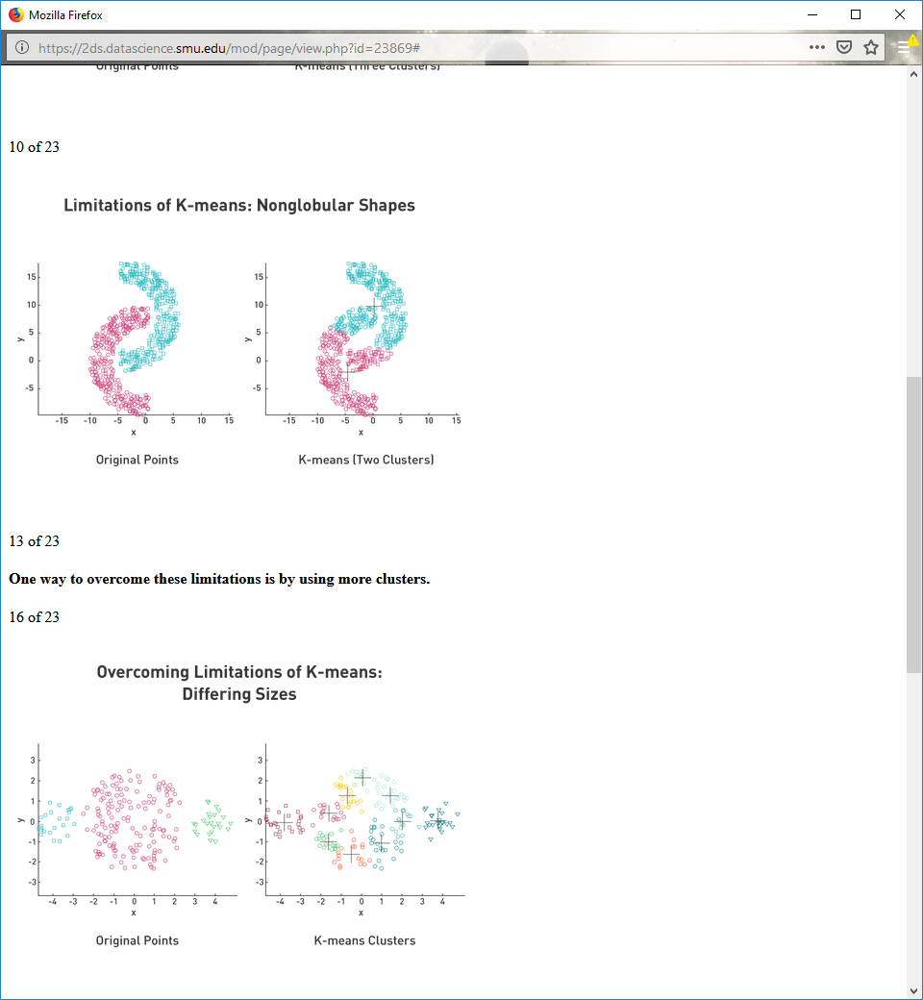 Mozilla Firefox
https://2ds.datascience.smu.edu/mod/page/view.php?id=23869#
Original Points K-means (Three Clusters)
10 of 23
Limitations of K-means: Nonglobular Shapes
15
10
5
0
-5
y
-15 -10 -5 0 5 10 15
x
Original Points
15
10
5
0
-5
y
-15 -10 -5 0 5 10 15
x
K-means (Two Clusters)
13 of 23
One way to overcome these limitations is by using more clusters.
16 of 23
Overcoming Limitations of K-means:
Differing Sizes
3
2
1
0
-1
-2
-3
y
-4 -3 -2 -1 0 1 2 3 4
x
Original Points
3
2
1
0
-1
-2
-3
y
-4 -3 -2 -1 0 1 2 3 4
x
K-means Clusters